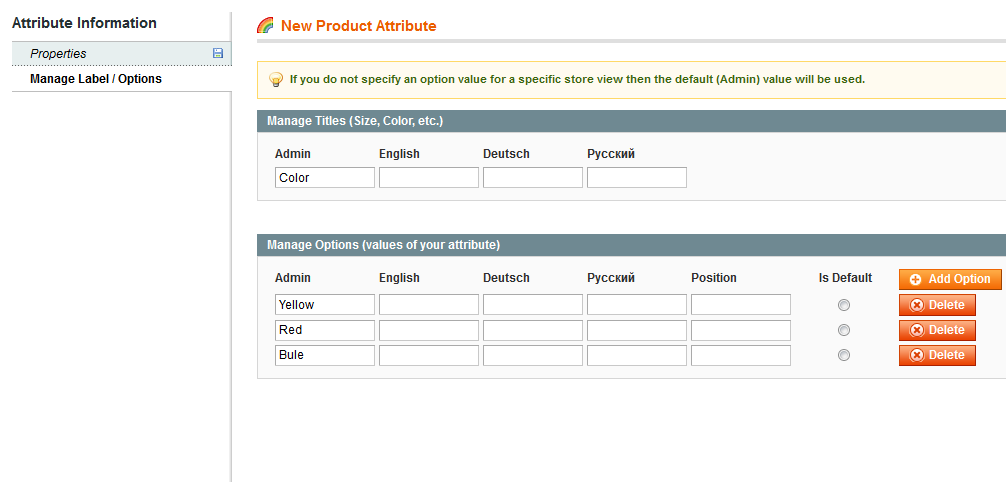 Attribute Information
Properties
Manage Label / Options
New Product Attribute
If you do not specify an option value for a specific store view then the default (Admin) value will be used.
Manage Titles (Size, Color, etc.)
Admin English Deutsch Русский
Color
Manage Options (values of your attribute)
Admin English Deutsch Русский Position Is Default Add Option
Yellow Delete
Red Delete
Bule Delete